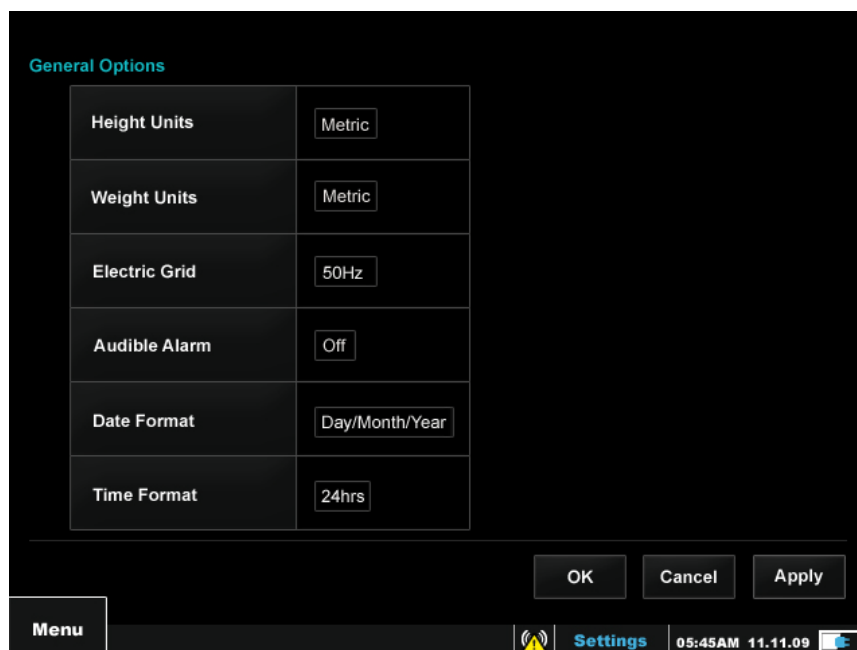 General Options
Height Units Metric
Weight Units Metric
Electric Grid 50Hz
Audible Alarm Off
Date Format Day/Month/Year
Time Format 24hrs
OK Cancel Apply
Menu Settings 05:45AM 11.11.09